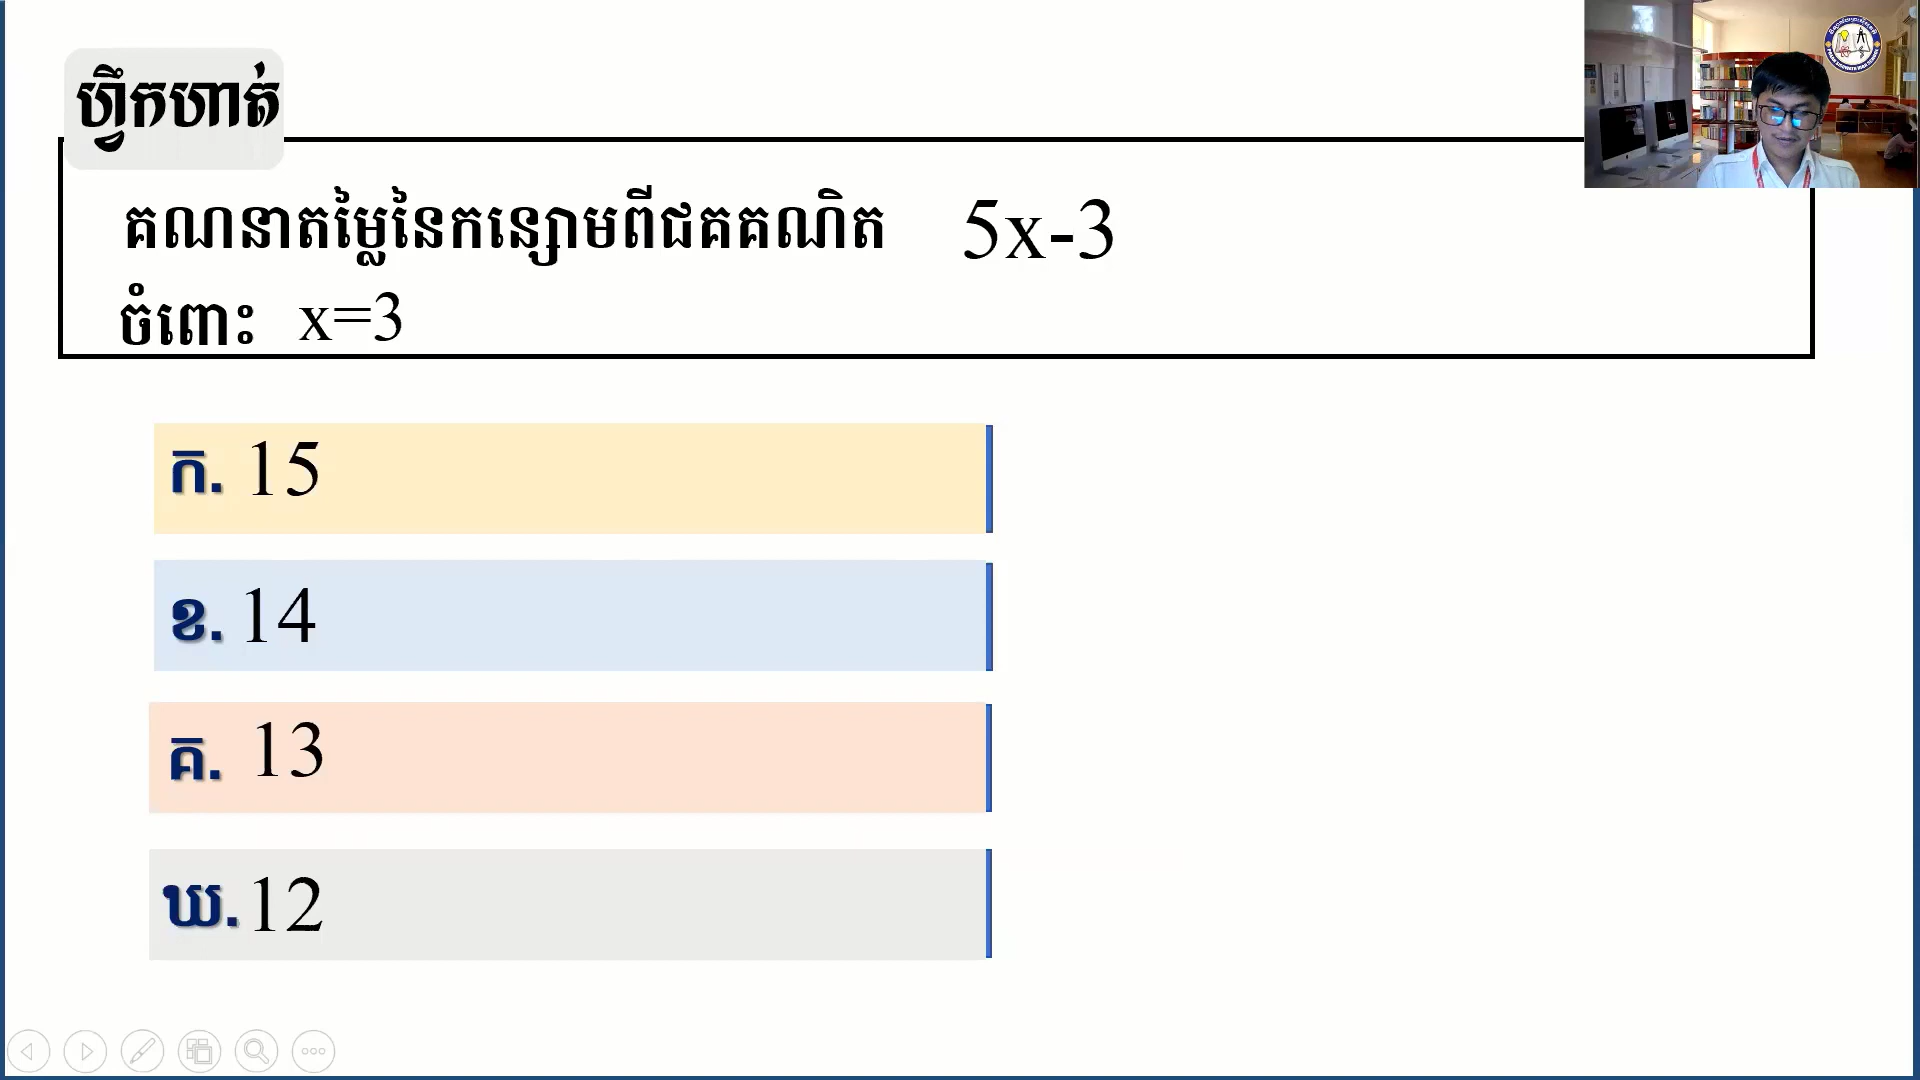 ហ្វឹកហាត់
គណនាតម្លៃនៃកន្សោមពីជគគណិត 5x-3
ចំពោះ x=3
ក. 15
ខ. 14
គ. 13
ឃ. 12